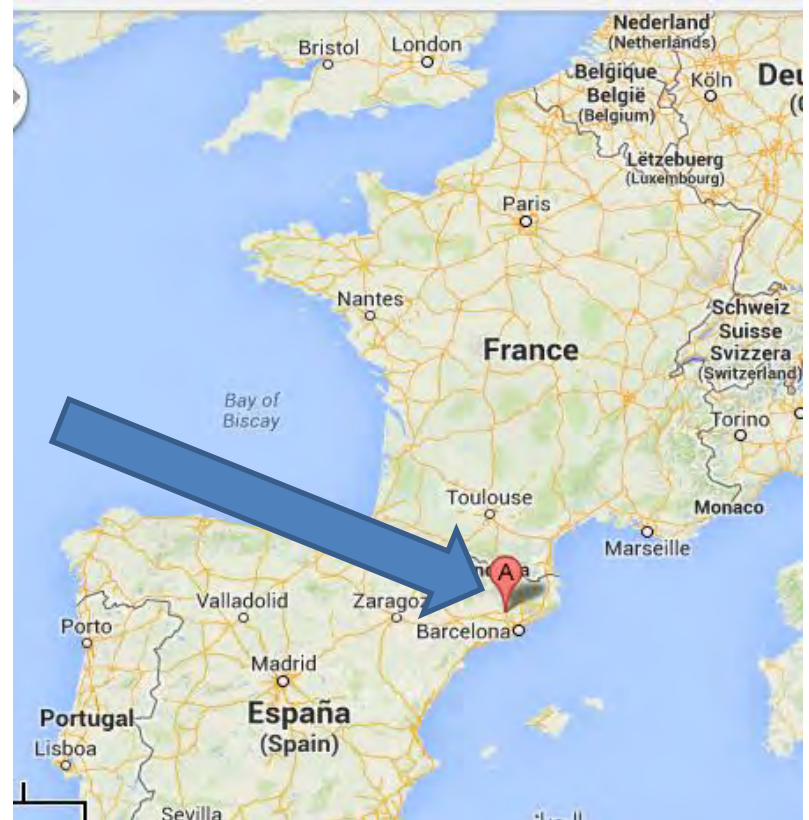 Nederland
(Netherlands)
Bristol
London
Belgique
België
(Belgium)
Köln
Deu
(G
Lëtzebuerg
(Luxembourg)
Paris
Nantes
Schweiz
Suisse
Svizzera
(Switzerland)
France
Bay of
Biscay
Torino
Toulouse
Monaco
Marseille
A
Valladolid
Zaragoz
Porto
Barcelona
Madrid
Portugal
España
(Spain)
Lisboa
Sevilla